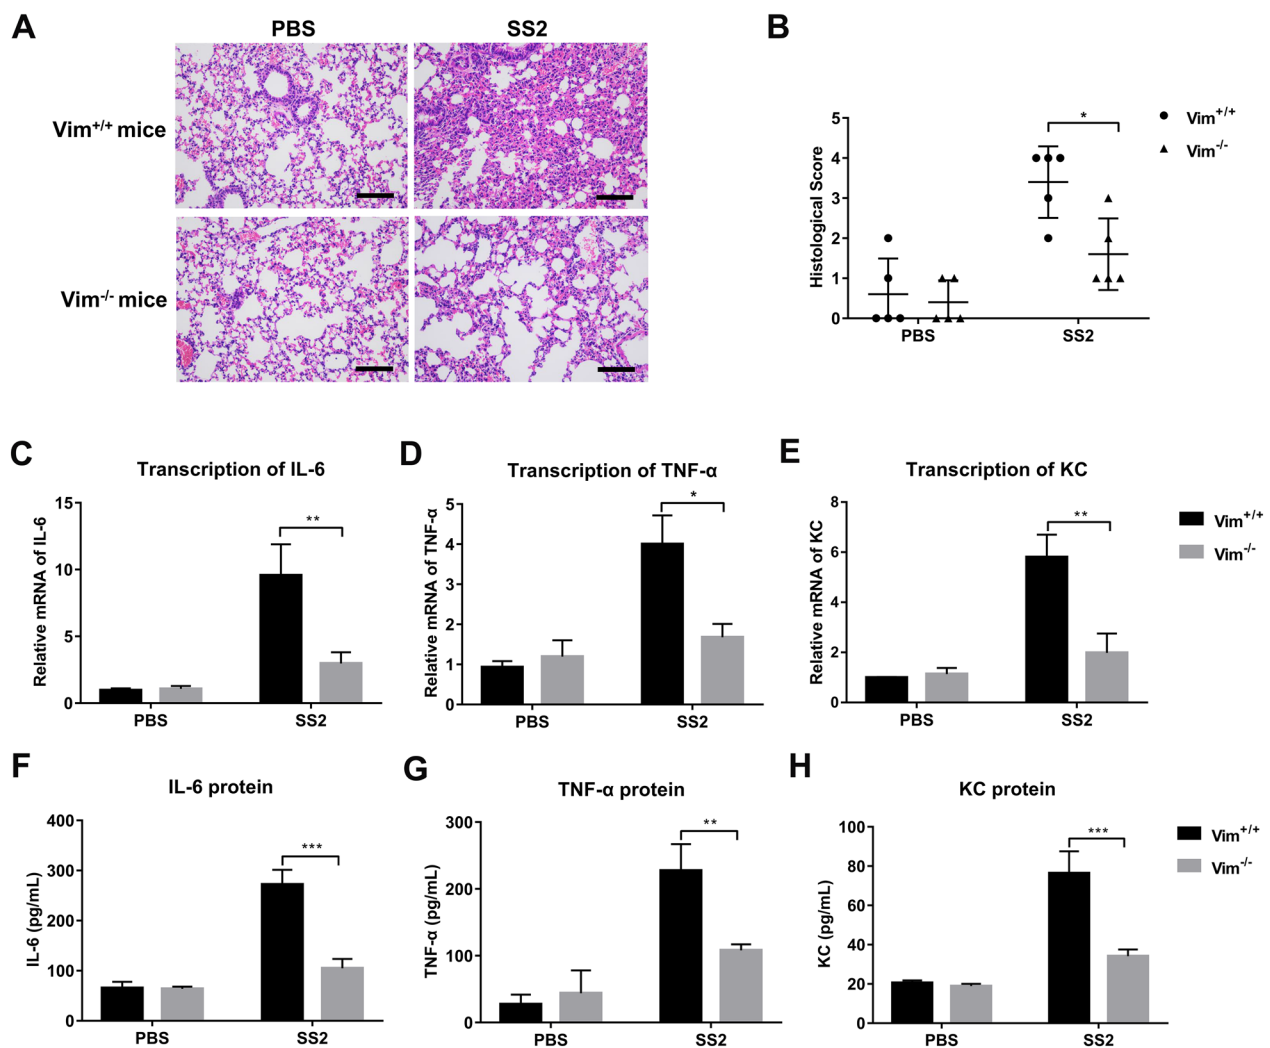 A
PBS
SS2
Vim+/+ mice
Vim-/- mice
B
Histological Score
5
4
3
2
1
0
*
PBS
SS2
Vim+/+
Vim-/-
C
Transcription of IL-6
Relative mRNA of IL-6
15
10
5
0
**
PBS
SS2
D
Transcription of TNF-α
Relative mRNA of TNF-α
5
4
3
2
1
0
*
PBS
SS2
E
Transcription of KC
Relative mRNA of KC
8
6
4
2
0
**
PBS
SS2
Vim+/+
Vim-/-
F
IL-6 protein
IL-6 (pg/mL)
400
300
200
100
0
***
PBS
SS2
G
TNF-α protein
TNF-α (pg/mL)
300
200
100
0
**
PBS
SS2
H
KC protein
KC (pg/mL)
100
80
60
40
20
0
***
PBS
SS2
Vim+/+
Vim-/-